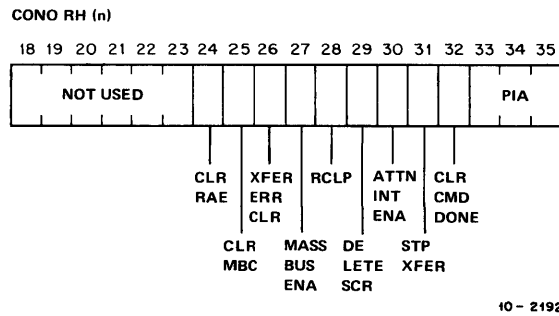 CONO RH (n)
18 19 20 21 22 23 24 25 26 27 28 29 30 31 32 33 34 35
NOT USED PIA
CLR XFER RCLP ATTN CLR
RAE ERR INT CMD
CLR ENA DONE
CLR MASS DE STP
MBC BUS LETE XFER
ENA SCR
10-2192